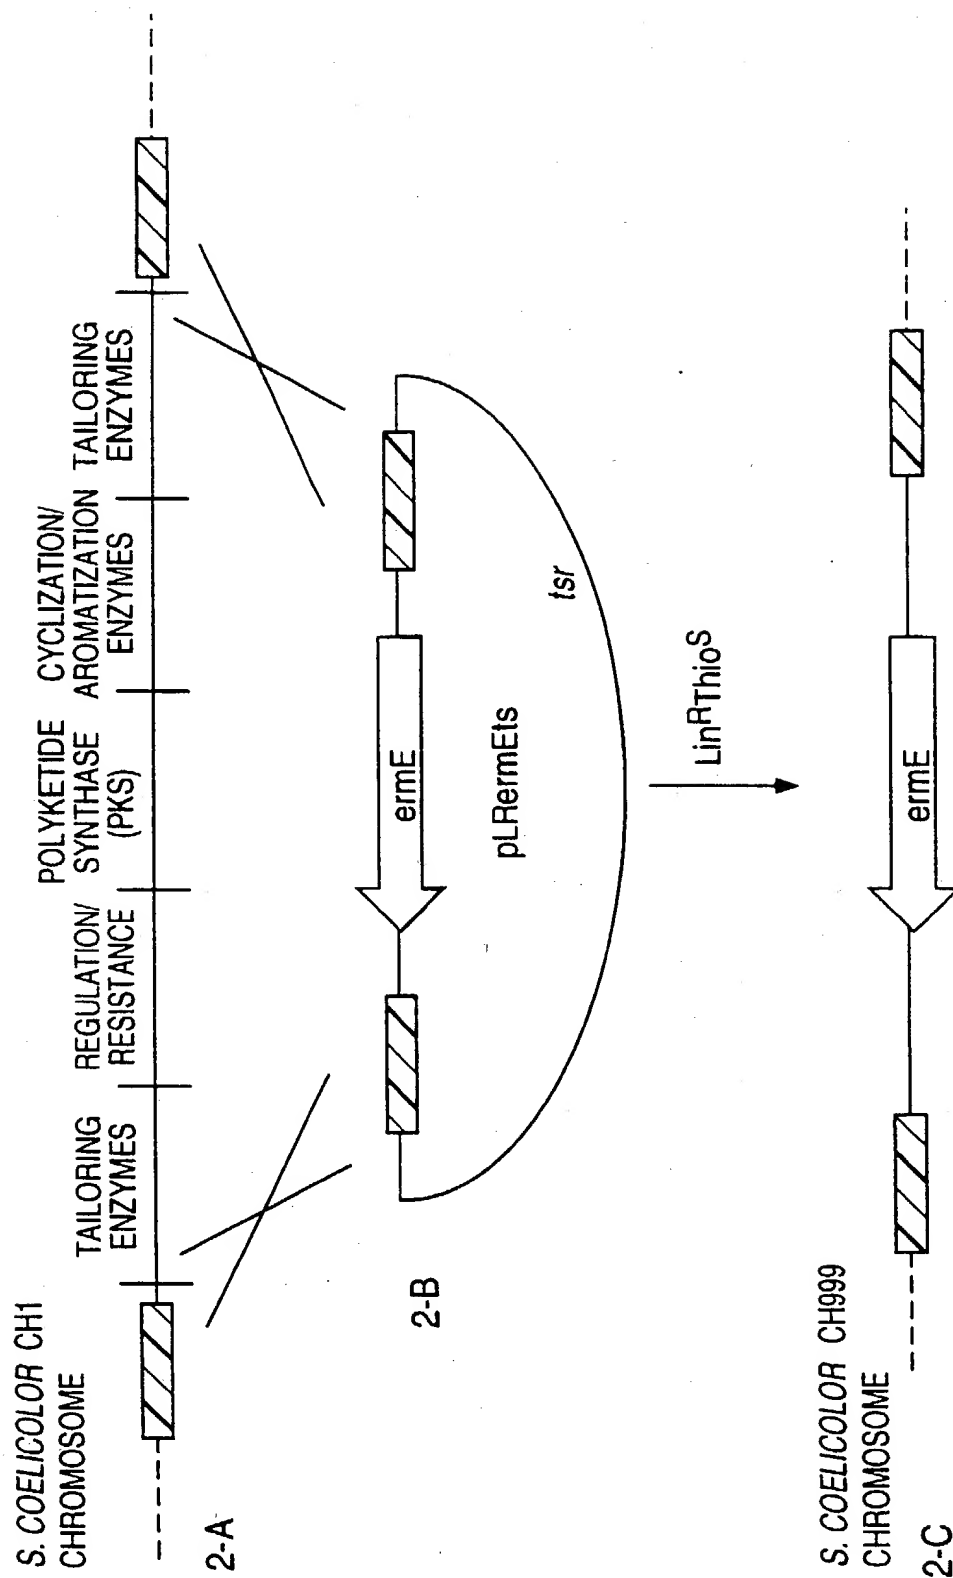 S. COELICOLOR CH1
CHROMOSOME
TAILORING
ENZYMES
REGULATION/
RESISTANCE
POLYKETIDE
SYNTHASE
(PKS)
CYCLIZATION/
AROMATIZATION
ENZYMES
TAILORING
ENZYMES
2-A
ermE
pLRermEts
tsr
2-B
LinRThioS
S. COELICOLOR CH999
CHROMOSOME
ermE
2-C